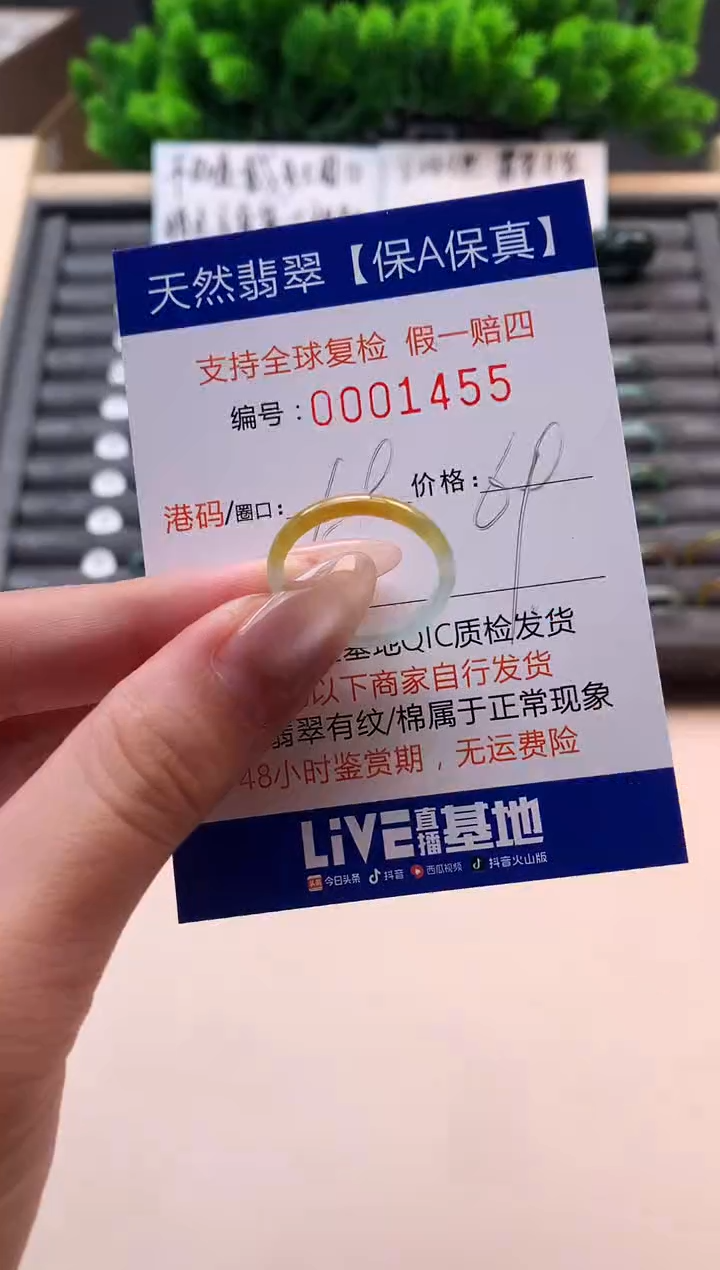 天然翡翠【保A保真】
支持全球复检 假一赔四
编号：0001455
港码/圈口： 价格：69
基地QIC质检发货
以下商家自行发货
翡翠有纹/棉属于正常现象
48小时鉴赏期，无运费险
LiVE直播基地
头条 今日头条 抖音 西瓜视频 抖音火山版